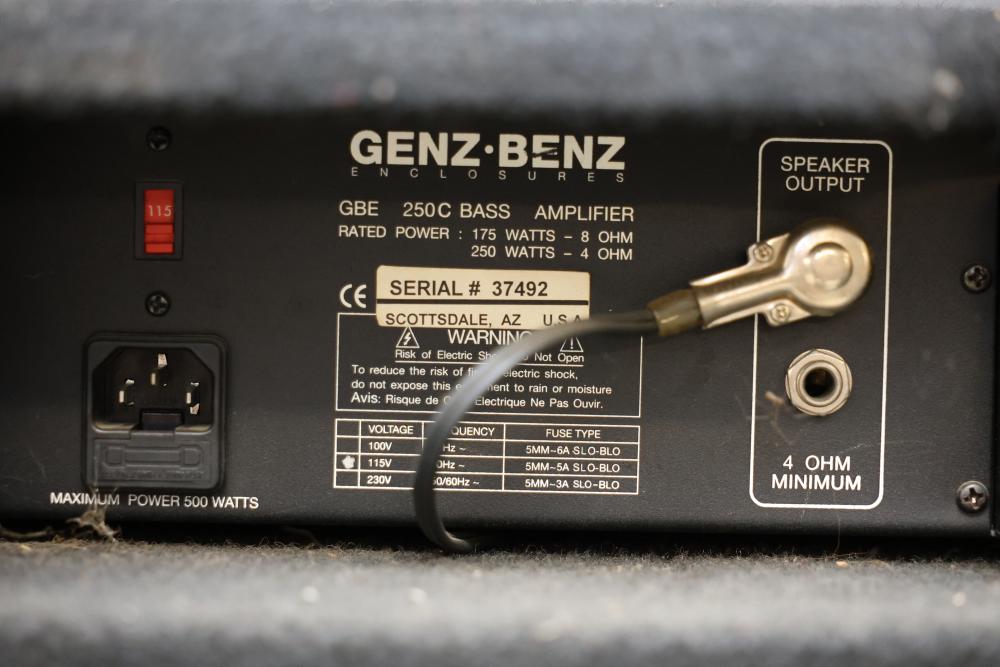 GENZ·BENZ
ENCLOSURES
GBE 250C BASS AMPLIFIER
RATED POWER : 175 WATTS – 8 OHM
250 WATTS – 4 OHM
115
CE SERIAL # 37492
SCOTTSDALE, AZ U.S.A
WARNING
Risk of Electric Not Open
To reduce the risk of electric shock,
do not expose this to rain or moisture
Avis: Risque de Electrique Ne Pas Ouvrir.
VOLTAGE FUSE TYPE
100V 5MM~6A SLO-BLO
115V 5MM~5A SLO-BLO
230V 50/60Hz ~ 5MM~3A SLO-BLO
MAXIMUM POWER 500 WATTS
SPEAKER
OUTPUT
4 OHM
MINIMUM